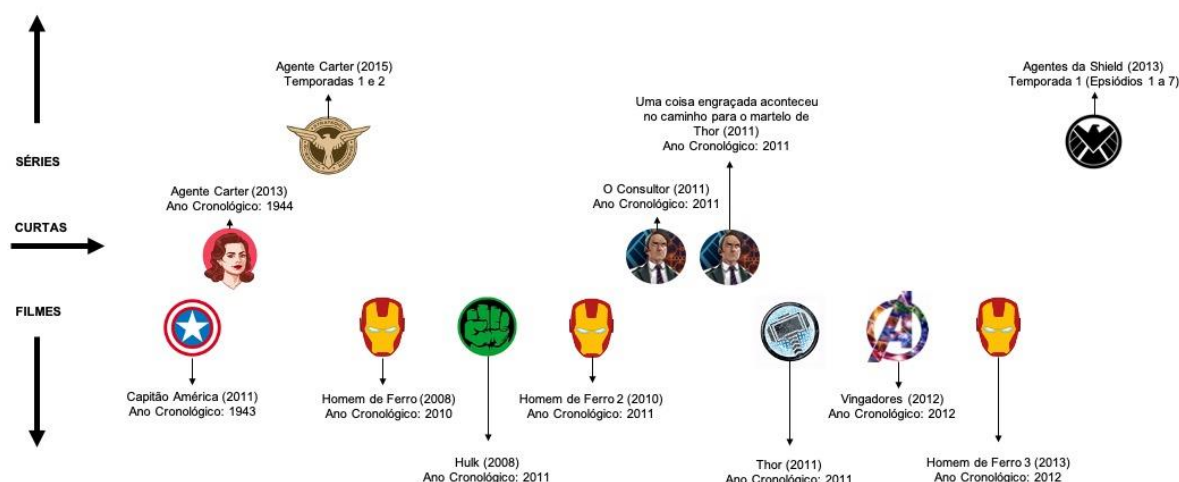 Agente Carter (2015)
Temporadas 1 e 2
Agentes da Shield (2013)
Temporada 1 (Epsiódios 1 a 7)
Uma coisa engraçada aconteceu
no caminho para o martelo de
Thor (2011)
Ano Cronológico: 2011
SÉRIES
Agente Carter (2013)
Ano Cronológico: 1944
O Consultor (2011)
Ano Cronológico: 2011
CURTAS
FILMES
Capitão América (2011)
Ano Cronológico: 1943
Homem de Ferro (2008)
Ano Cronológico: 2010
Homem de Ferro 2 (2010)
Ano Cronológico: 2011
Vingadores (2012)
Ano Cronológico: 2012
Hulk (2008)
Ano Cronológico: 2011
Thor (2011)
Ano Cronológico: 2011
Homem de Ferro 3 (2013)
Ano Cronológico: 2012